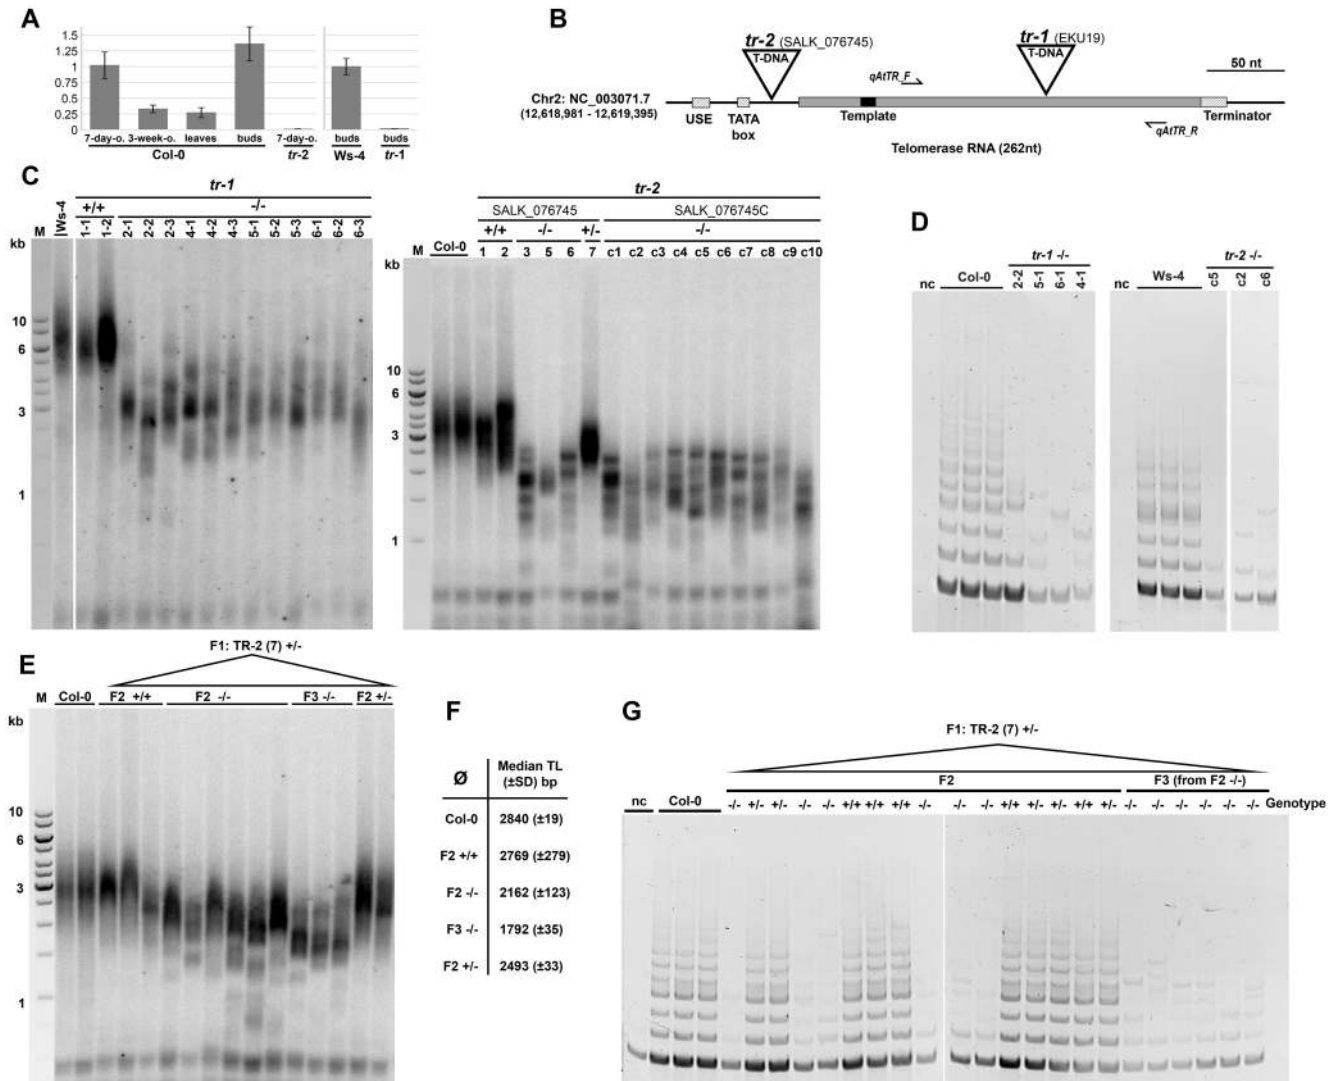 A
1.5
1.25
1
0.75
0.5
0.25
0
7-day-o. 3-week-o. leaves buds 7-day-o. buds buds
Col-0 tr-2 Ws-4 tr-1
B
tr-2 (SALK_076745)
T-DNA
tr-1 (EKU19)
T-DNA
50 nt
qAtTR_F
Chr2: NC_003071.7
(12,618,981 - 12,619,395)
USE TATA box Template Terminator
qAtTR_R
Telomerase RNA (262nt)
C
tr-1
+/+ -/-
kb M Ws-4 1-1 1-2 2-1 2-2 2-3 4-1 4-2 4-3 5-1 5-2 5-3 6-1 6-2 6-3
10
6
3
1
tr-2
SALK_076745 SALK_076745C
+/+ -/- +/- -/-
kb M Col-0 1 2 3 5 6 7 c1 c2 c3 c4 c5 c6 c7 c8 c9 c10
10
6
3
1
D
tr-1 -/- tr-2 -/-
nc Col-0 2-2 5-1 6-1 4-1 nc Ws-4 c5 c2 c6
E
F1: TR-2 (7) +/-
M Col-0 F2 +/+ F2 -/- F3 -/- F2 +/-
kb
10
6
3
1
F
Ø Median TL (±SD) bp
Col-0 2840 (±19)
F2 +/+ 2769 (±279)
F2 -/- 2162 (±123)
F3 -/- 1792 (±35)
F2 +/- 2493 (±33)
G
F1: TR-2 (7) +/-
F2 F3 (from F2 -/-)
nc Col-0 -/- +/- +/- -/- -/- +/+ +/+ +/+ -/- -/- -/- +/+ +/- +/+ +/+ +/- -/- -/- -/- -/- -/- -/- Genotype